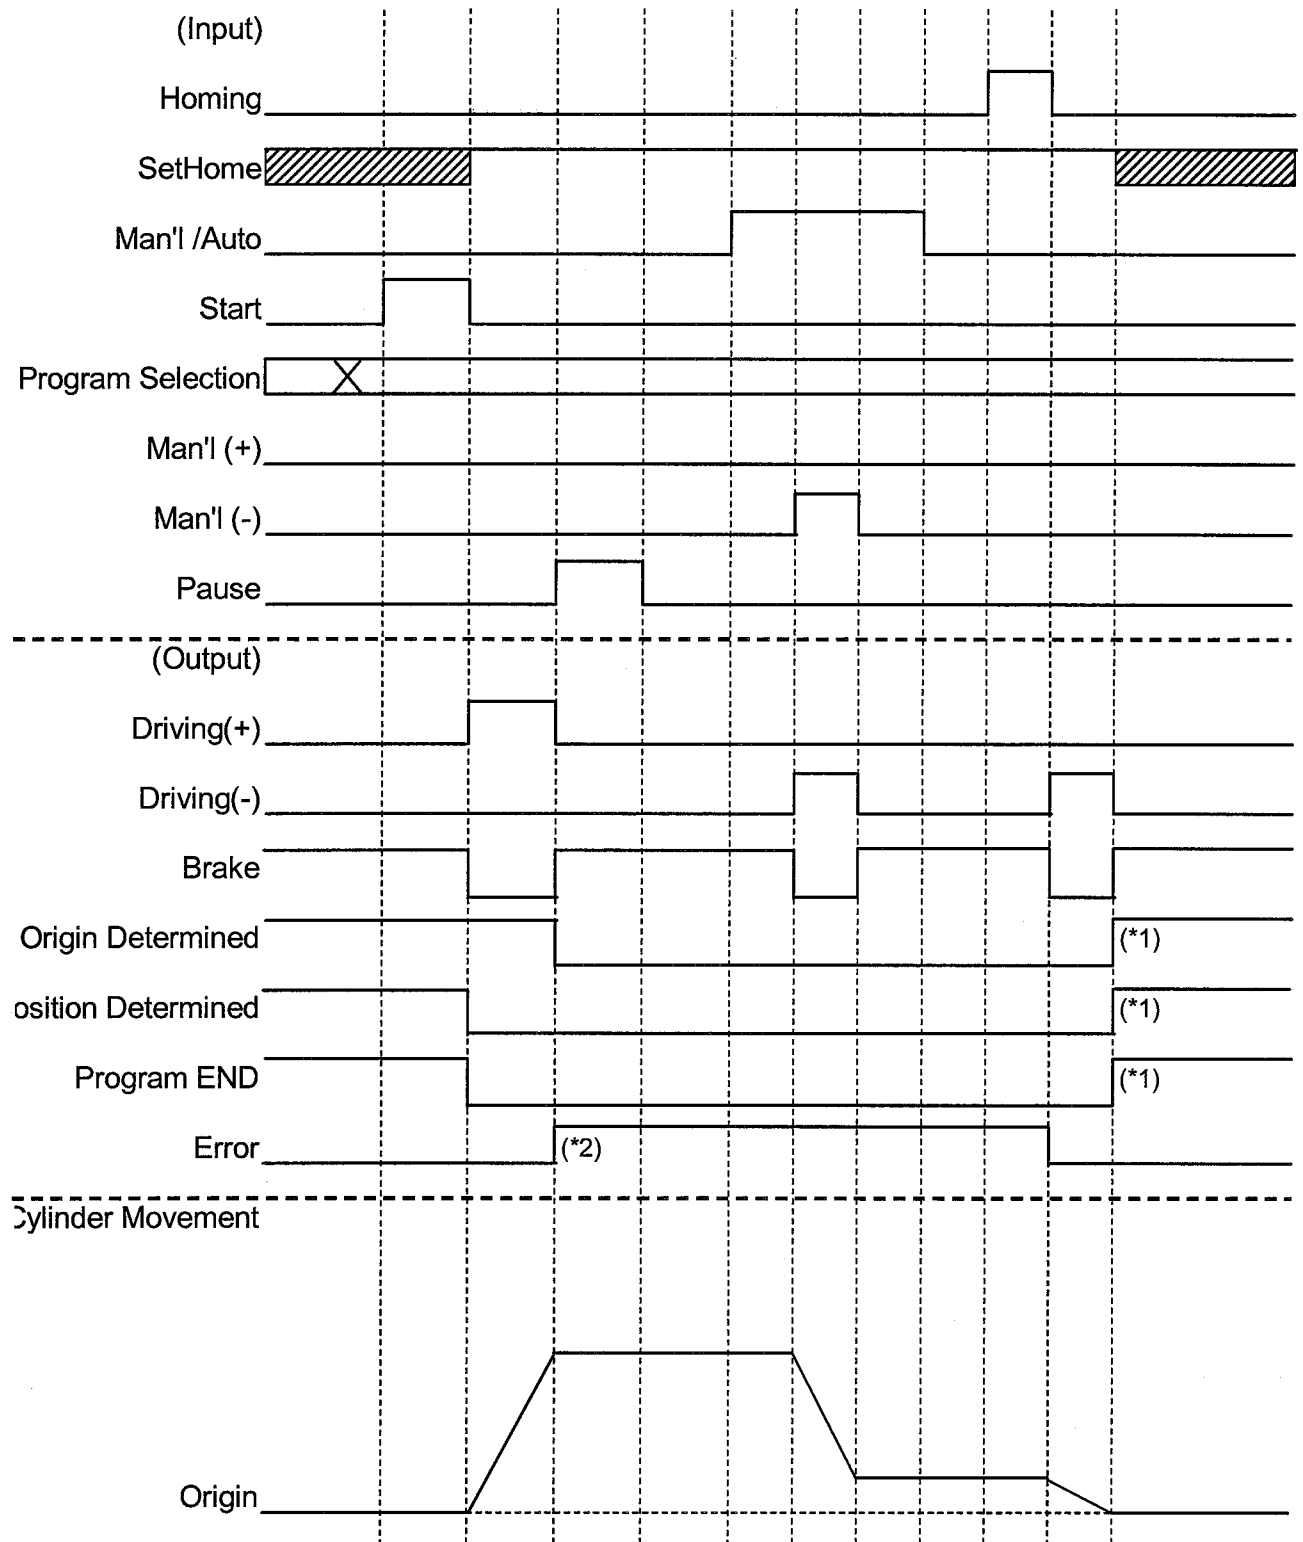 (Input)
Homing
SetHome
Man'l /Auto
Start
Program Selection
Man'l (+)
Man'l (-)
Pause
(Output)
Driving(+)
Driving(-)
Brake
Origin Determined (*1)
osition Determined (*1)
Program END (*1)
Error (*2)
Cylinder Movement
Origin